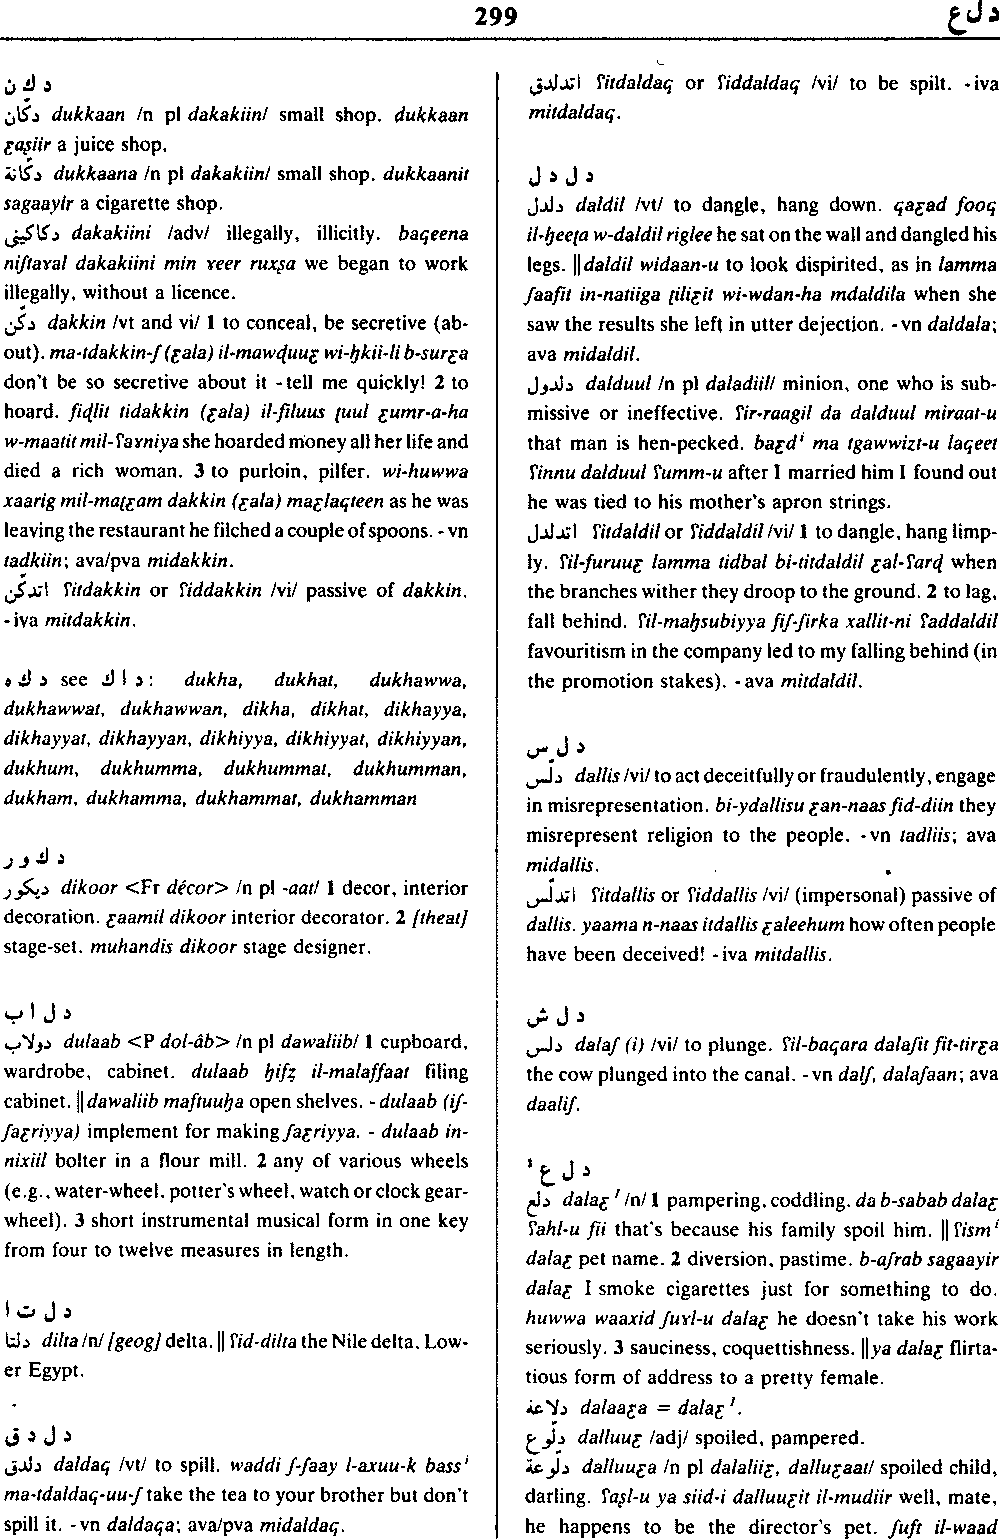 299
د ل ع
د ك ن
دكّان dukkaan /n pl dakakiin/ small shop. dukkaan
ɛaṣiir a juice shop.
دكّانة dukkaana /n pl dakakiin/ small shop. dukkaanit
sagaayir a cigarette shop.
دكاكيني dakakiini /adv/ illegally, illicitly. baqeena
niʃtaɣal dakakiini min ɣeer ruxṣa we began to work
illegally, without a licence.
دكّن dakkin /vt and vi/ 1 to conceal, be secretive (ab-
out). ma-tdakkin-ʃ (ɛala) il-mawḍuuɛ wi-ḥkii-li b-surɛa
don't be so secretive about it - tell me quickly! 2 to
hoard. fiḍlit tidakkin (ɛala) il-filuus ṭuul ɛumr-a-ha
w-maatit mil-ʕaɣniya she hoarded money all her life and
died a rich woman. 3 to purloin, pilfer. wi-huwwa
xaarig mil-maṭɛam dakkin (ɛala) maɛlaqteen as he was
leaving the restaurant he filched a couple of spoons. - vn
tadkiin; ava/pva midakkin.
اتدكّن ʕitdakkin or ʕiddakkin /vi/ passive of dakkin.
- iva mitdakkin.
د ك ه see د ا ك: dukha, dukhat, dukhawwa,
dukhawwat, dukhawwan, dikha, dikhat, dikhayya,
dikhayyat, dikhayyan, dikhiyya, dikhiyyat, dikhiyyan,
dukhum, dukhumma, dukhummat, dukhumman,
dukham, dukhamma, dukhammat, dukhamman
د ك و ر
ديكور dikoor <Fr décor> /n pl -aat/ 1 decor, interior
decoration. ɛaamil dikoor interior decorator. 2 [theat]
stage-set. muhandis dikoor stage designer.
د ل ا ب
دولاب dulaab <P dol-âb> /n pl dawaliib/ 1 cupboard,
wardrobe, cabinet. dulaab ḥifẓ il-malaffaat filing
cabinet. ‖ dawaliib maftuuḥa open shelves. - dulaab (iʃ-
ʃaɛriyya) implement for making ʃaɛriyya. - dulaab in-
nixiil bolter in a flour mill. 2 any of various wheels
(e.g., water-wheel, potter's wheel, watch or clock gear-
wheel). 3 short instrumental musical form in one key
from four to twelve measures in length.
د ل ت ا
دلتا dilta /n/ [geog] delta. ‖ ʕid-dilta the Nile delta, Low-
er Egypt.
د ل د ق
دلدق daldaq /vt/ to spill. waddi ʃ-ʃaay l-axuu-k bassⁱ
ma-tdaldaq-uu-ʃ take the tea to your brother but don't
spill it. - vn daldaqa; ava/pva midaldaq.
اتدلدق ʕitdaldaq or ʕiddaldaq /vi/ to be spilt. - iva
mitdaldaq.
د ل د ل
دلدل daldil /vt/ to dangle, hang down. qaɛad fooq
il-ḥeeṭa w-daldil riglee he sat on the wall and dangled his
legs. ‖ daldil widaan-u to look dispirited, as in lamma
ʃaafit in-natiiga ṭiliɛit wi-wdan-ha mdaldila when she
saw the results she left in utter dejection. - vn daldala;
ava midaldil.
دلدول dalduul /n pl daladiil/ minion, one who is sub-
missive or ineffective. ʕir-raagil da dalduul miraat-u
that man is hen-pecked. baɛdⁱ ma tgawwizt-u laqeet
ʕinnu dalduul ʕumm-u after I married him I found out
he was tied to his mother's apron strings.
اتدلدل ʕitdaldil or ʕiddaldil /vi/ 1 to dangle, hang limp-
ly. ʕil-furuuɛ lamma tidbal bi-titdaldil ɛal-ʕarḍ when
the branches wither they droop to the ground. 2 to lag,
fall behind. ʕil-maḥsubiyya fiʃ-ʃirka xallit-ni ʕaddaldil
favouritism in the company led to my falling behind (in
the promotion stakes). - ava mitdaldil.
د ل س
دلّس dallis /vi/ to act deceitfully or fraudulently, engage
in misrepresentation. bi-ydallisu ɛan-naas fid-diin they
misrepresent religion to the people. - vn tadliis; ava
midallis.
اتدلّس ʕitdallis or ʕiddallis /vi/ (impersonal) passive of
dallis. yaama n-naas itdallis ɛaleehum how often people
have been deceived! - iva mitdallis.
د ل ش
دلش dalaʃ (i) /vi/ to plunge. ʕil-baqara dalaʃit fit-tirɛa
the cow plunged into the canal. - vn dalʃ, dalaʃaan; ava
daaliʃ.
د ل ع ¹
دلع dalaɛ ¹ /n/ 1 pampering, coddling. da b-sabab dalaɛ
ʕahl-u fii that's because his family spoil him. ‖ ʕismⁱ
dalaɛ pet name. 2 diversion, pastime. b-aʃrab sagaayir
dalaɛ I smoke cigarettes just for something to do.
huwwa waaxid ʃuɣl-u dalaɛ he doesn't take his work
seriously. 3 sauciness, coquettishness. ‖ ya dalaɛ flirta-
tious form of address to a pretty female.
دلاعة dalaaɛa = dalaɛ ¹.
دلّوع dalluuɛ /adj/ spoiled, pampered.
دلّوعة dalluuɛa /n pl dalaliiɛ, dalluɛaat/ spoiled child,
darling. ʕaṣl-u ya siid-i dalluuɛit il-mudiir well, mate,
he happens to be the director's pet. ʃuft il-waad